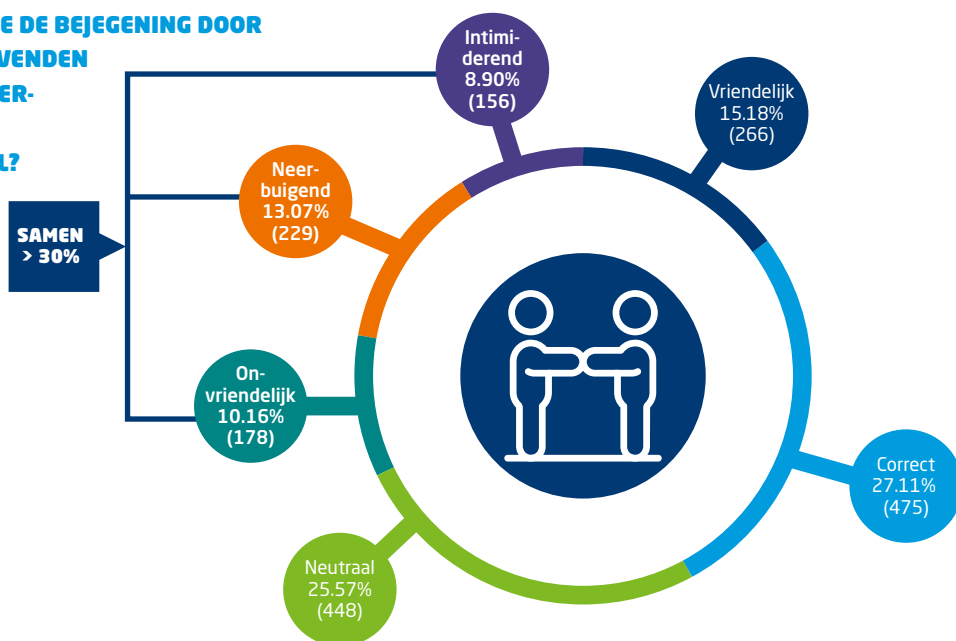 E DE BEJEGENING DOOR
VENDEN
ER-
L?
SAMEN
> 30%
Intimi-
derend
8.90%
(156)
Vriendelijk
15.18%
(266)
Neer-
buigend
13.07%
(229)
On-
vriendelijk
10.16%
(178)
Correct
27.11%
(475)
Neutraal
25.57%
(448)